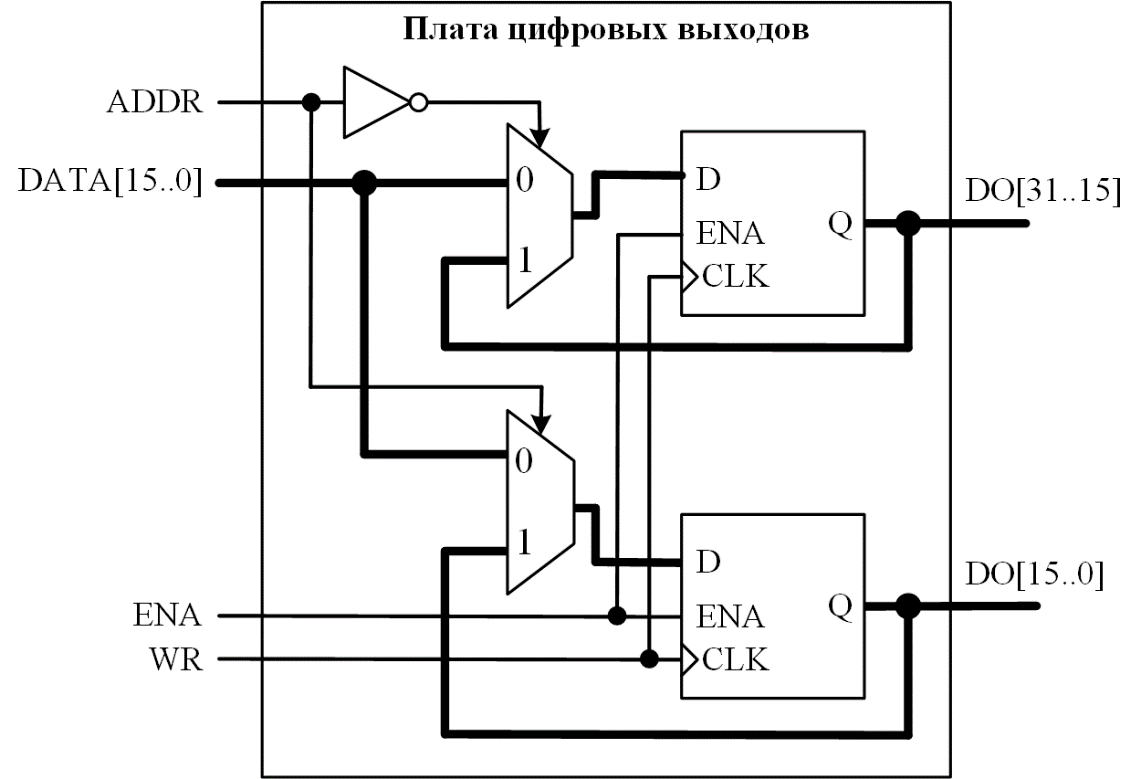 Плата цифровых выходов
ADDR
DATA[15..0]
0
1
D
ENA
CLK
Q
DO[31..15]
0
1
D
ENA
CLK
Q
DO[15..0]
ENA
WR